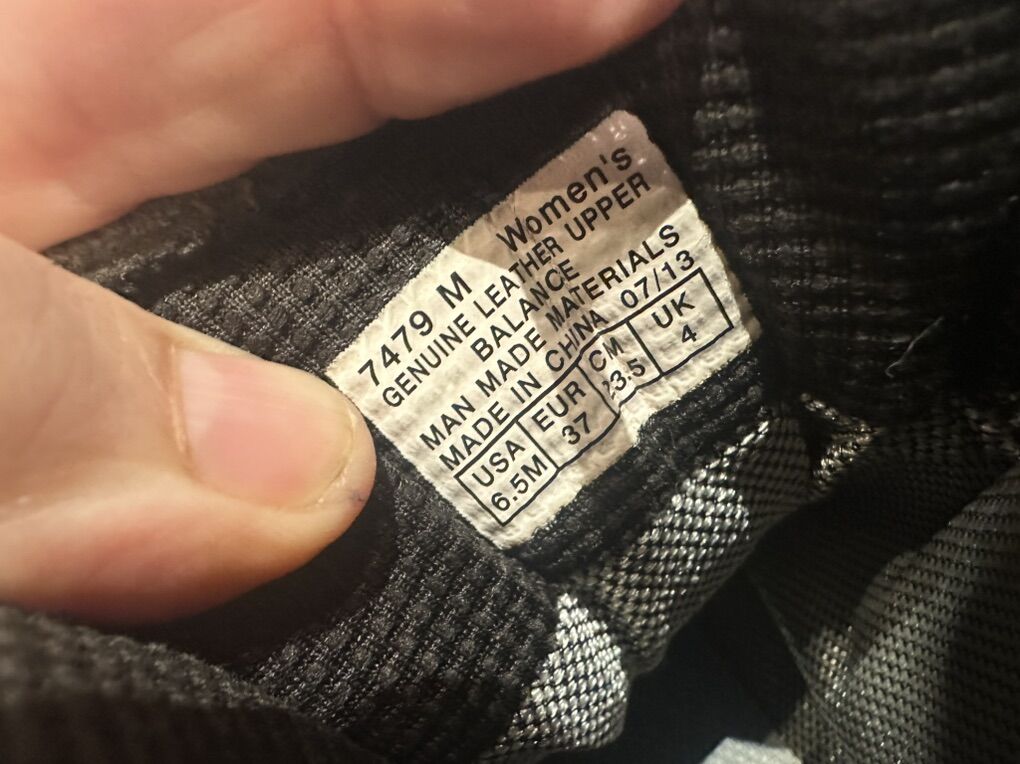 7479 M Women's
GENUINE LEATHER UPPER
BALANCE
MAN MADE MATERIALS
MADE IN CHINA 07/13
USA EUR CM UK
6.5M 37 23.5 4